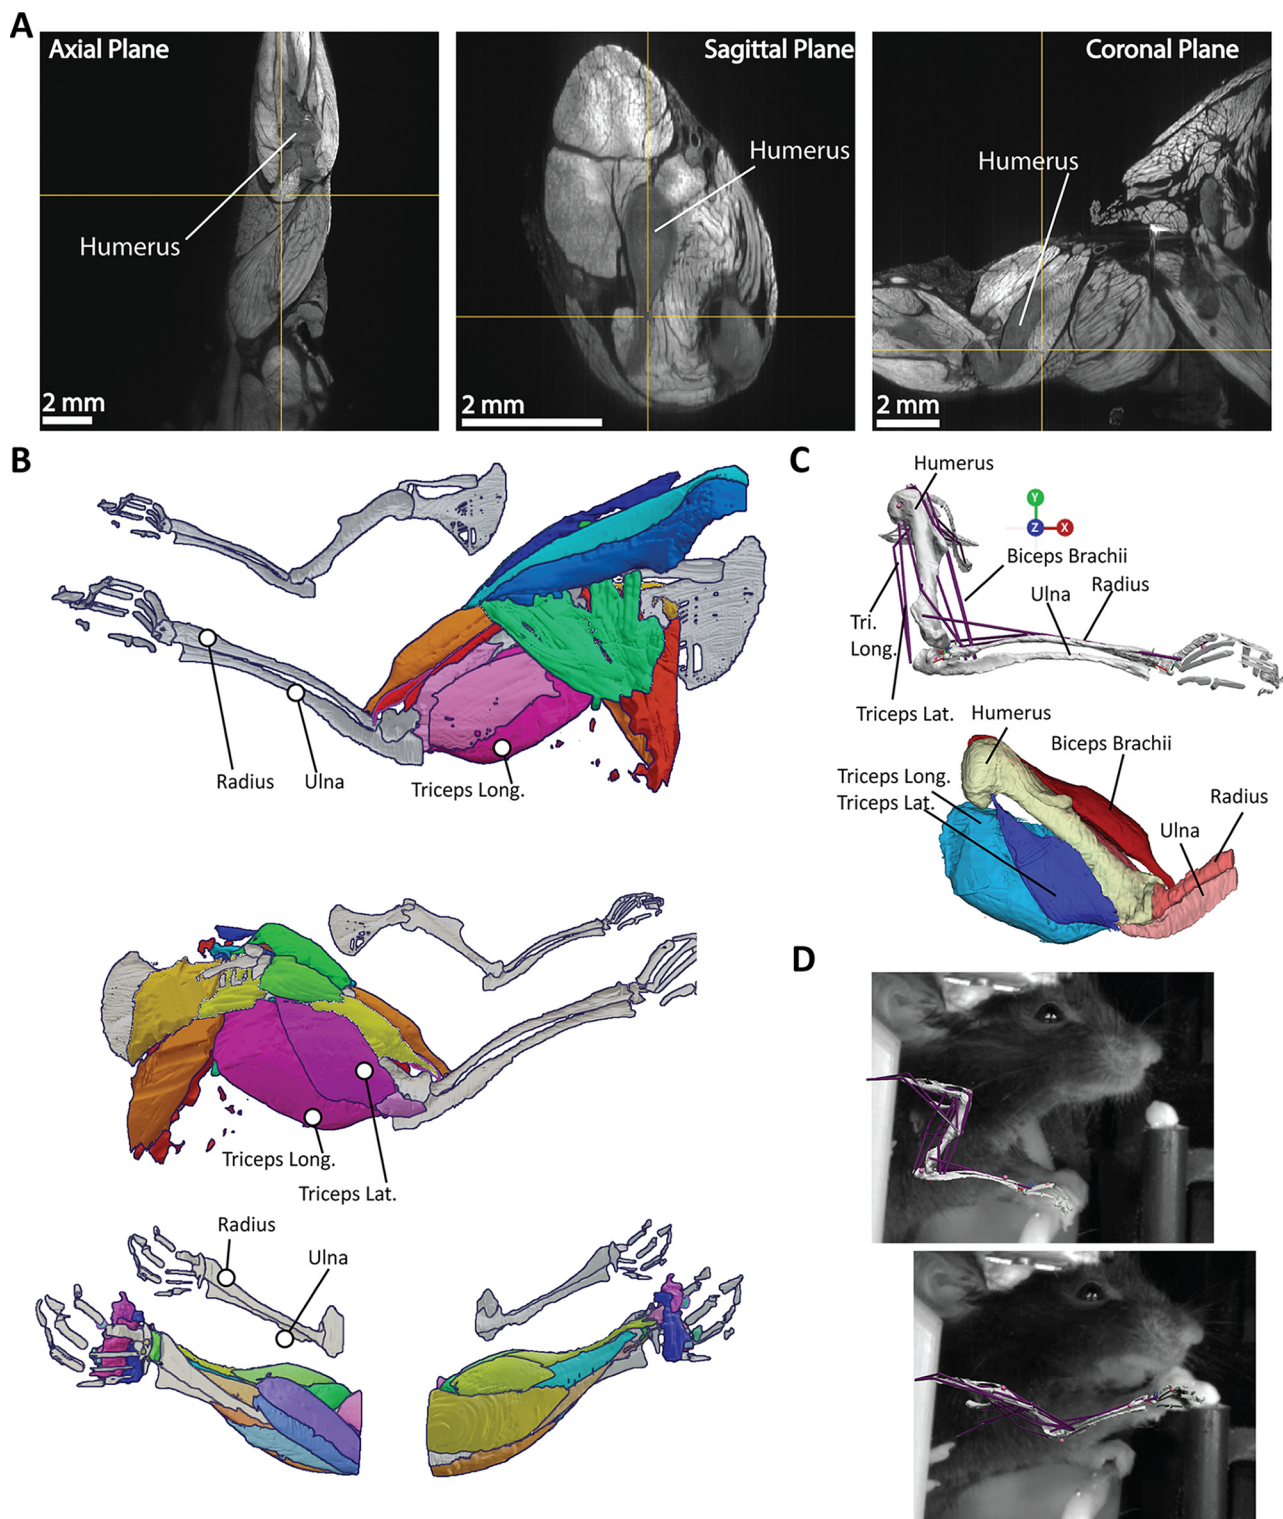 A
Axial Plane
Humerus
2 mm
Sagittal Plane
Humerus
2 mm
Coronal Plane
Humerus
2 mm
B
Radius
Ulna
Triceps Long.
Triceps Long.
Triceps Lat.
Radius
Ulna
C
Humerus
Y
Z
X
Biceps Brachii
Ulna
Radius
Tri.
Long.
Triceps Lat.
Humerus
Biceps Brachii
Triceps Long.
Triceps Lat.
Radius
Ulna
D